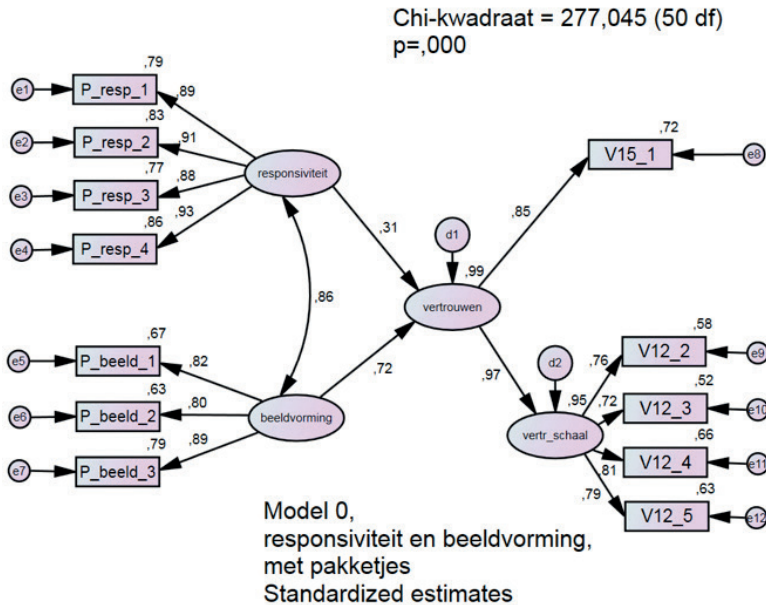 Chi-kwadraat = 277,045 (50 df)
p=,000
,79
e1
P_resp_1
,89
,83
e2
P_resp_2
,91
,77
e3
P_resp_3
,88
,86
e4
P_resp_4
,93
responsiviteit
,72
V15_1
e8
,85
,31
d1
,99
vertrouwen
,86
,67
e5
P_beeld_1
,82
,63
e6
P_beeld_2
,80
,79
e7
P_beeld_3
,89
beeldvorming
,72
,97
d2
,95
vertr_schaal
,58
,76
V12_2
e9
,52
,72
V12_3
e10
,66
,81
V12_4
e11
,63
,79
V12_5
e12
Model 0,
responsiviteit en beeldvorming,
met pakketjes
Standardized estimates